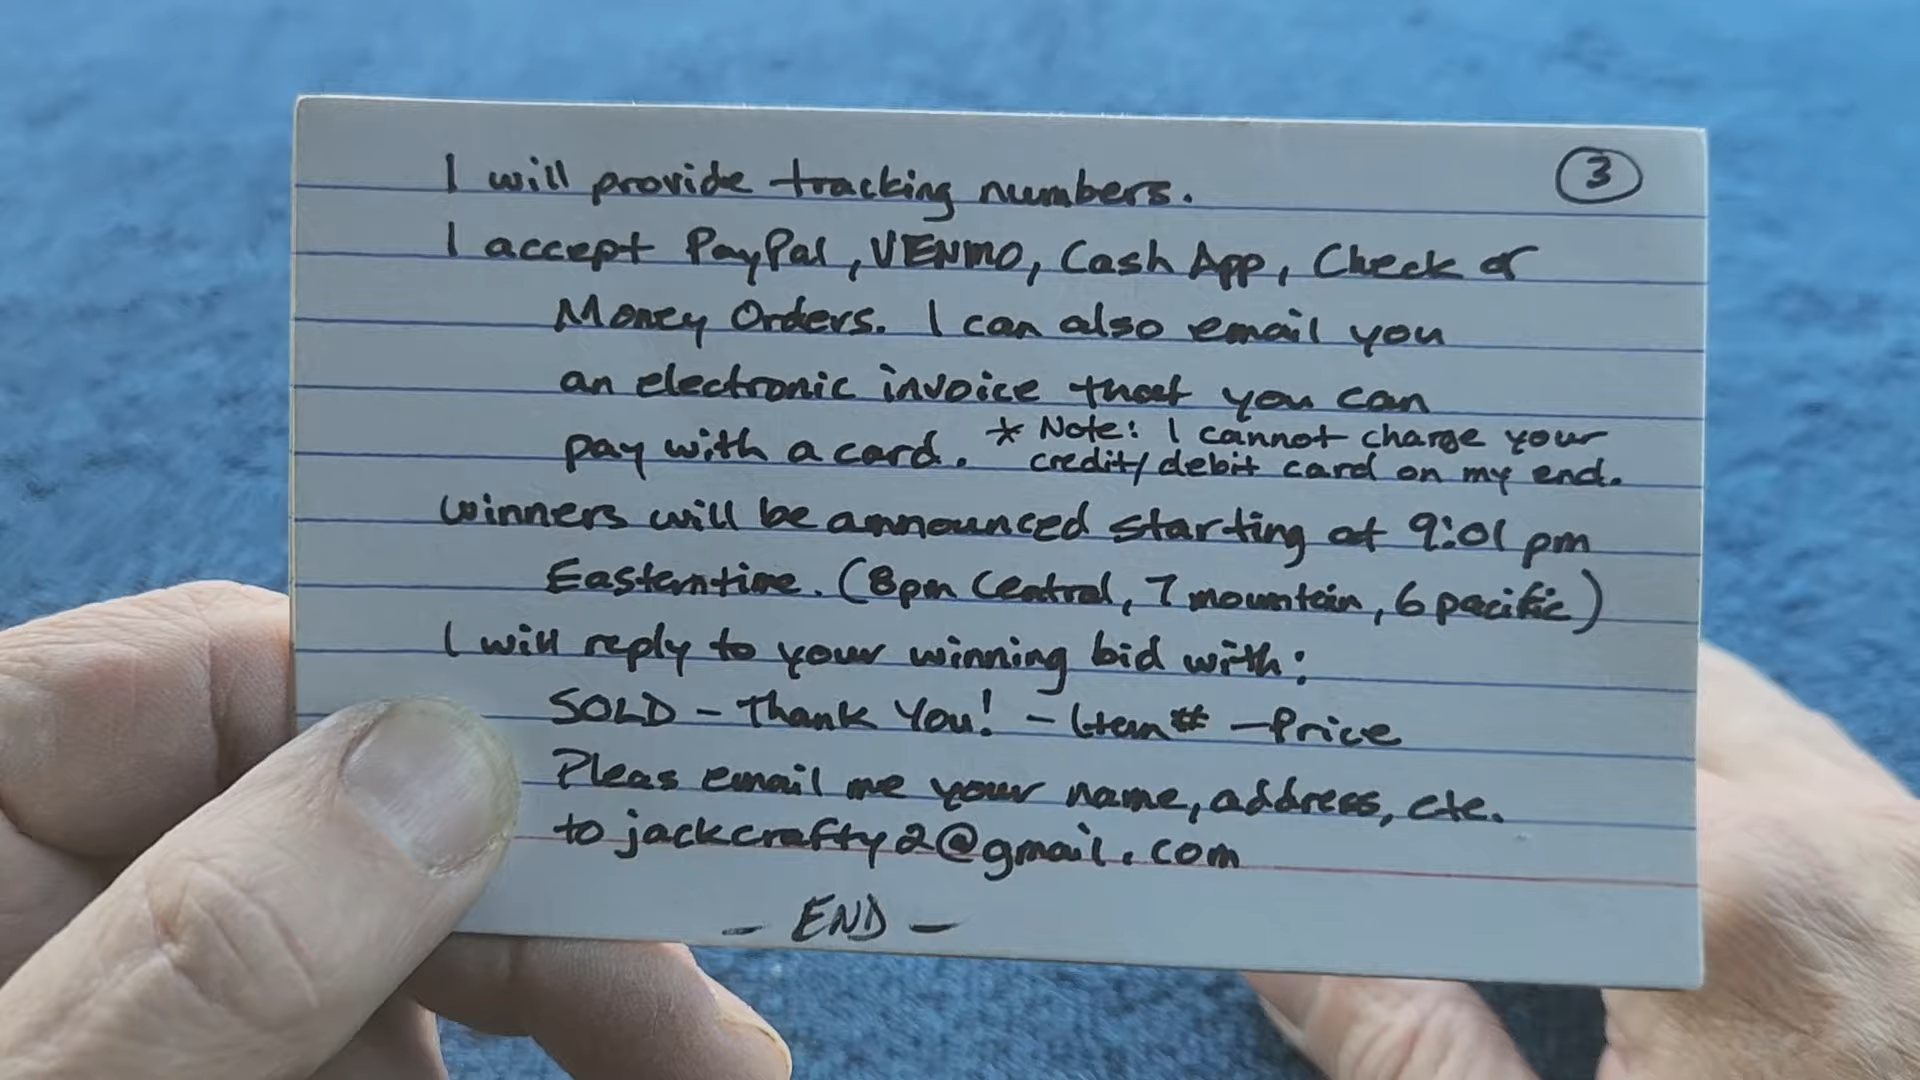 3
I will provide tracking numbers.
I accept PayPal, VENMO, Cash App, Check or
Money Orders. I can also email you
an electronic invoice that you can
pay with a card. * Note: I cannot charge your
credit/debit card on my end.
Winners will be announced starting at 9:01 pm
Eastern time. (8pm Central, 7 mountain, 6 pacific)
I will reply to your winning bid with:
SOLD - Thank You! - Item # - Price
Pleas email me your name, address, etc.
to jackcrafty2@gmail.com
- END -